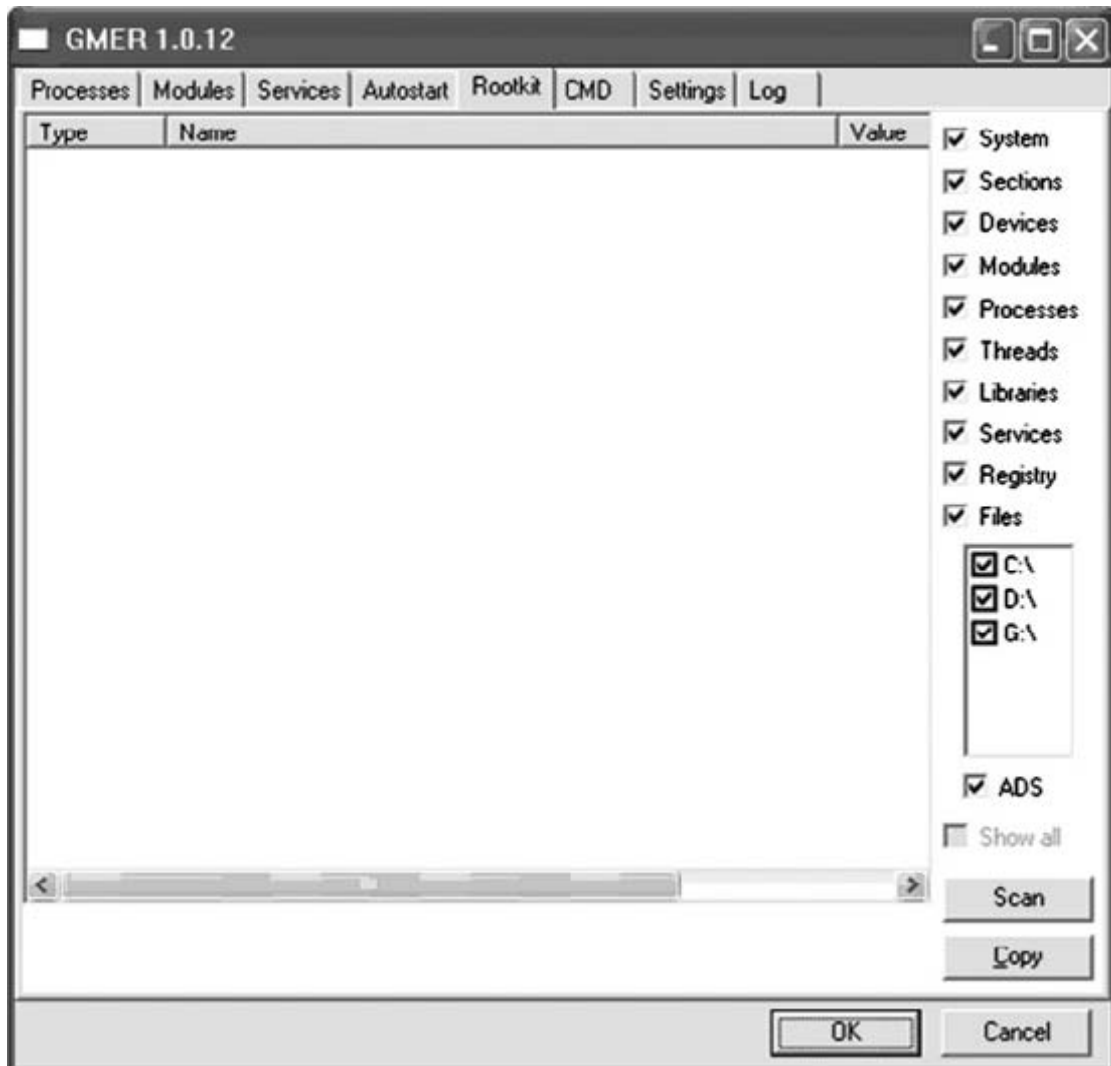 GMER 1.0.12
Processes Modules Services Autostart Rootkit CMD Settings Log
Type Name Value
System
Sections
Devices
Modules
Processes
Threads
Libraries
Services
Registry
Files
C:\
D:\
G:\
ADS
Show all
Scan
Copy
OK Cancel